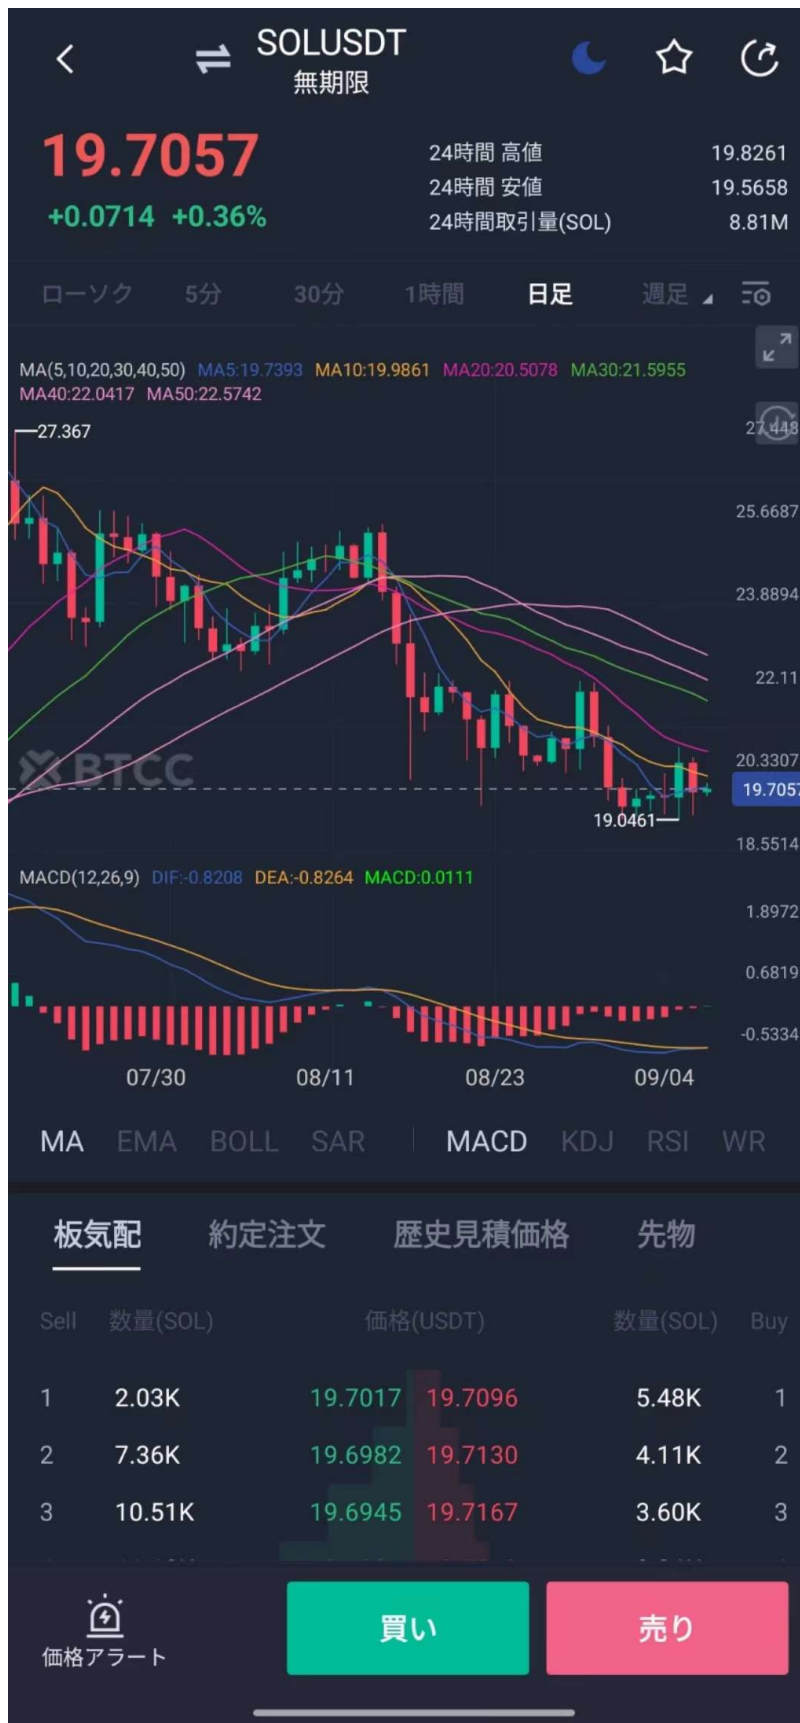 SOLUSDT
無期限
19.7057
+0.0714 +0.36%
24時間 高値 19.8261
24時間 安値 19.5658
24時間取引量(SOL) 8.81M
ローソク 5分 30分 1時間 日足 週足
MA(5,10,20,30,40,50) MA5:19.7393 MA10:19.9861 MA20:20.5078 MA30:21.5955
MA40:22.0417 MA50:22.5742
27.367
27.448
25.6687
23.8894
22.11
20.3307
BTCC
19.7057
19.0461
18.5514
MACD(12,26,9) DIF:-0.8208 DEA:-0.8264 MACD:0.0111
1.8972
0.6819
-0.5334
07/30 08/11 08/23 09/04
MA EMA BOLL SAR MACD KDJ RSI WR
板気配 約定注文 歴史見積価格 先物
Sell 数量(SOL) 価格(USDT) 数量(SOL) Buy
1 2.03K 19.7017 19.7096 5.48K 1
2 7.36K 19.6982 19.7130 4.11K 2
3 10.51K 19.6945 19.7167 3.60K 3
価格アラート 買い 売り